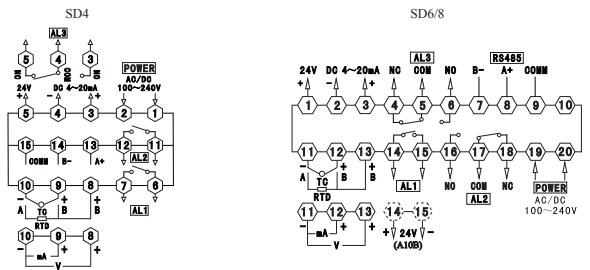 SD4 SD6/8
AL3
5 4 3
NC COM NO
POWER
AC/DC
100~240V
24V DC 4~20mA
+ - +
5 4 3 2 1
15 14 13 12 11
COMM B- A+ AL2
10 9 8 7 6
- + +
A TC B B
RTD AL1
10 9 8
- mA + +
V
AL3 RS485
24V DC 4~20mA NC COM NO B- A+ COMM
+ - +
1 2 3 4 5 6 7 8 9 10
11 12 13 14 15 16 17 18 19 20
- + +
A TC B B AL1 NO COM NC POWER
RTD AL2 AC/DC
100~240V
11 12 13 14 15
- mA + + + 24V -
V (A10B)